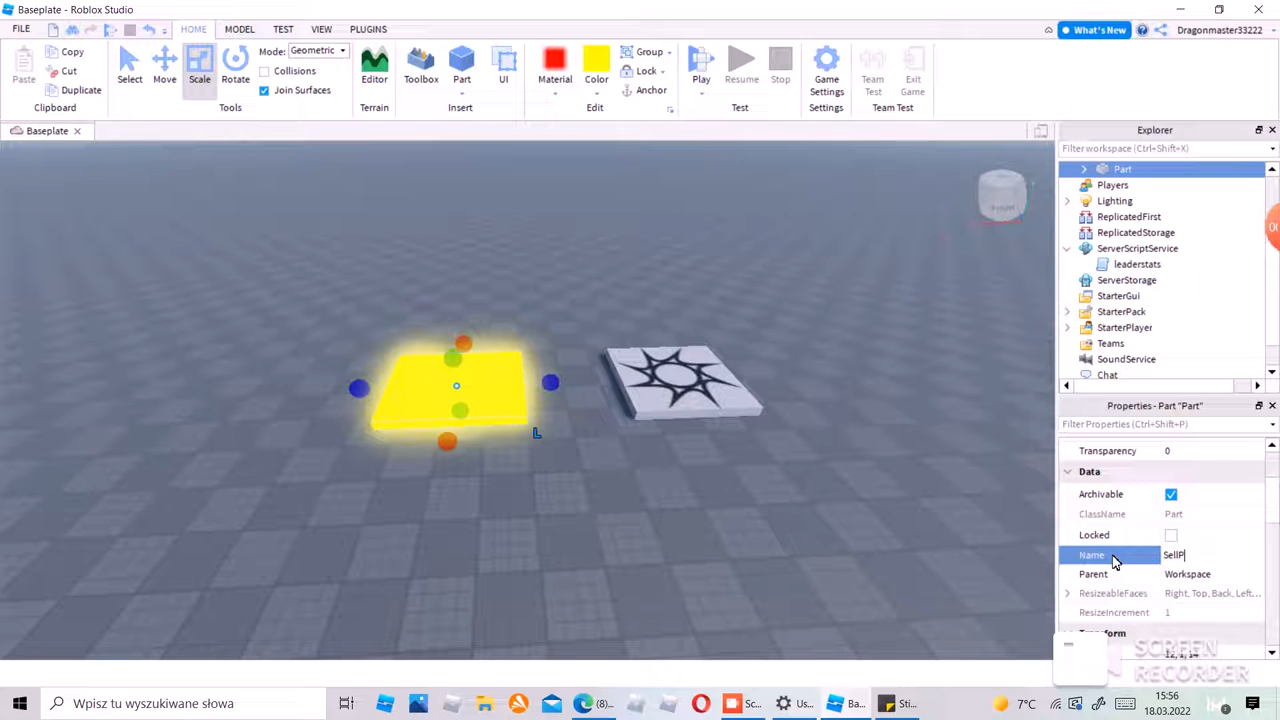 Baseplate - Roblox Studio
FILE
HOME MODEL TEST VIEW PLUGINS
What's New
Dragonmaster33222
Paste
Copy
Cut
Duplicate
Clipboard
Select Move Scale Rotate
Mode: Geometric
Collisions
Join Surfaces
Tools
Editor
Terrain
Toolbox Part UI
Insert
Material Color
Group
Lock
Anchor
Edit
Play Resume Stop
Test
Game Settings
Settings
Team Test
Exit Game
Team Test
Baseplate
Explorer
Filter workspace (Ctrl+Shift+X)
Part
Players
Lighting
ReplicatedFirst
ReplicatedStorage
ServerScriptService
leaderstats
ServerStorage
StarterGui
StarterPack
StarterPlayer
Teams
SoundService
Chat
L
Properties - Part "Part"
Filter Properties (Ctrl+Shift+P)
Transparency 0
Data
Archivable
ClassName Part
Locked
Name SellP
Parent Workspace
ResizeableFaces Right, Top, Back, Left...
ResizeIncrement 1
SCREEN
RECORDER
Wpisz tu wyszukiwane słowa
(8)...
Sc...
Us...
Ba...
Sti...
7°C
15:56
18.03.2022